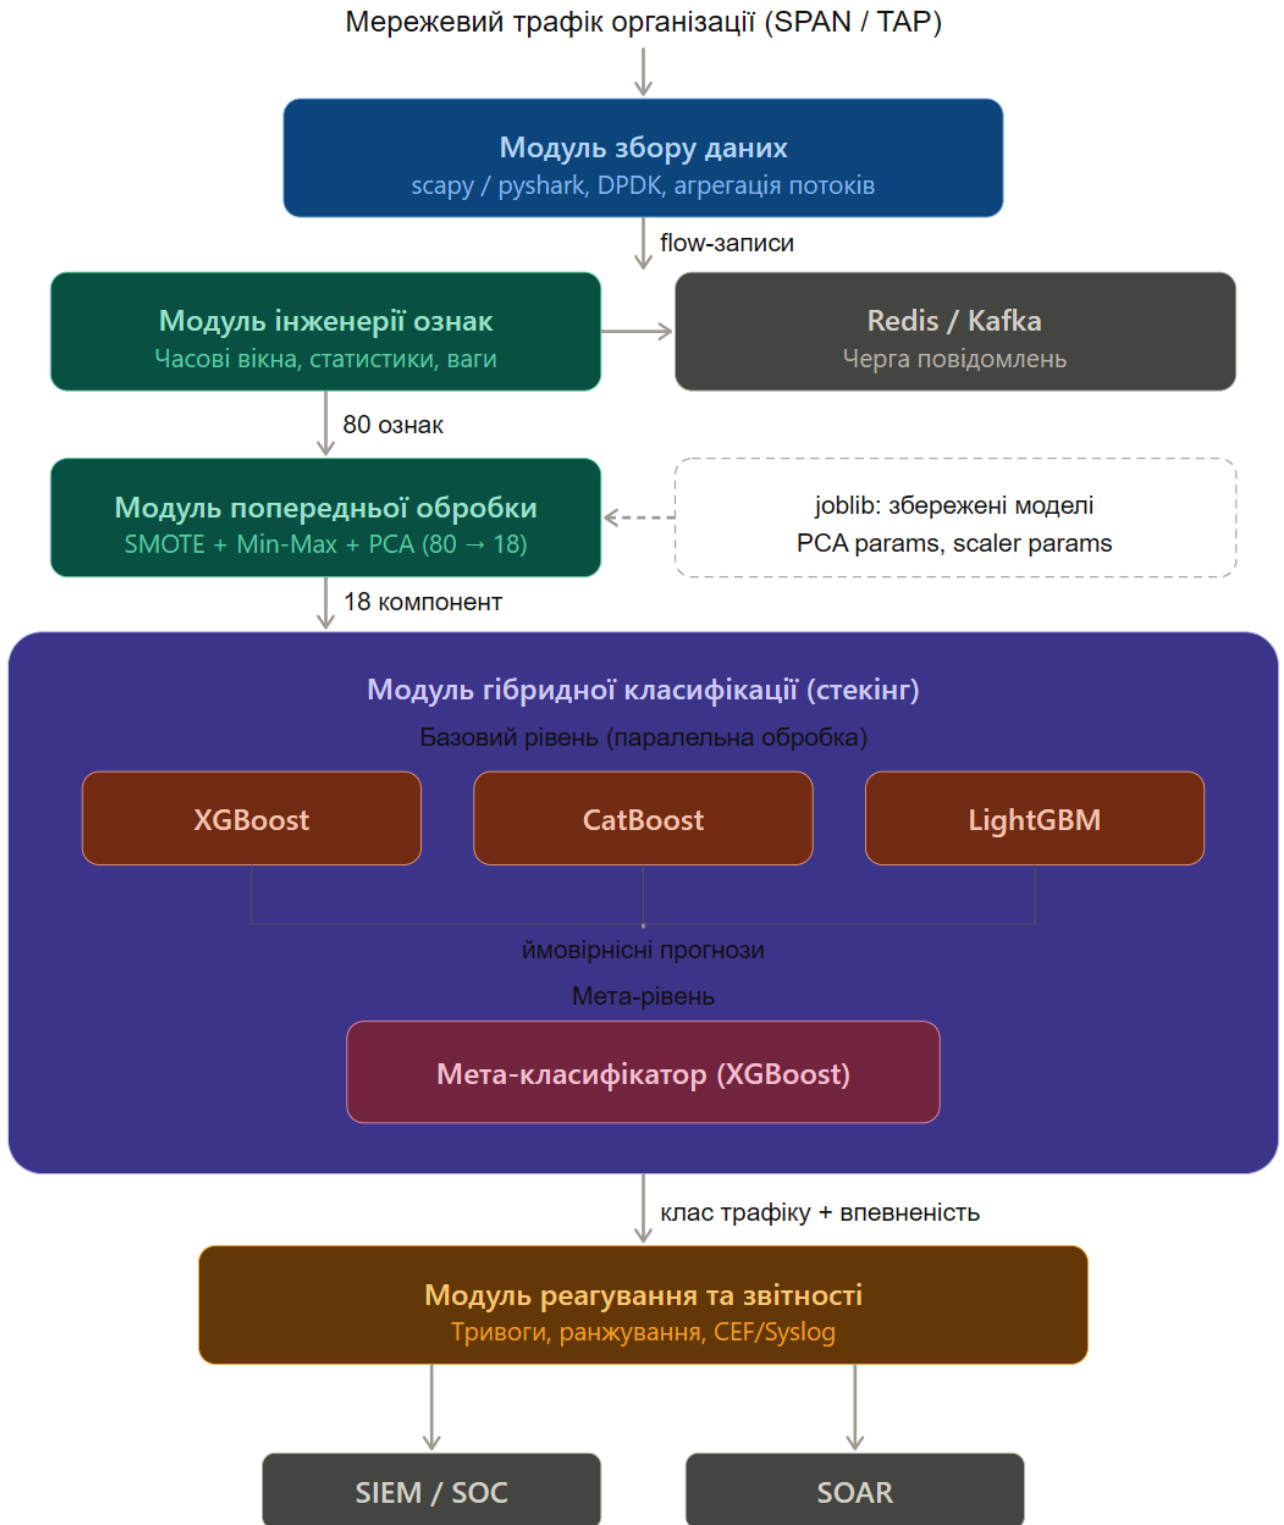 Мережевий трафік організації (SPAN / TAP)
Модуль збору даних
scapy / pyshark, DPDK, агрегація потоків
flow-записи
Модуль інженерії ознак
Часові вікна, статистики, ваги
Redis / Kafka
Черга повідомлень
80 ознак
Модуль попередньої обробки
SMOTE + Min-Max + PCA (80 → 18)
joblib: збережені моделі
PCA params, scaler params
18 компонент
Модуль гібридної класифікації (стекінг)
Базовий рівень (паралельна обробка)
XGBoost
CatBoost
LightGBM
ймовірнісні прогнози
Мета-рівень
Мета-класифікатор (XGBoost)
клас трафіку + впевненість
Модуль реагування та звітності
Тривоги, ранжування, CEF/Syslog
SIEM / SOC
SOAR